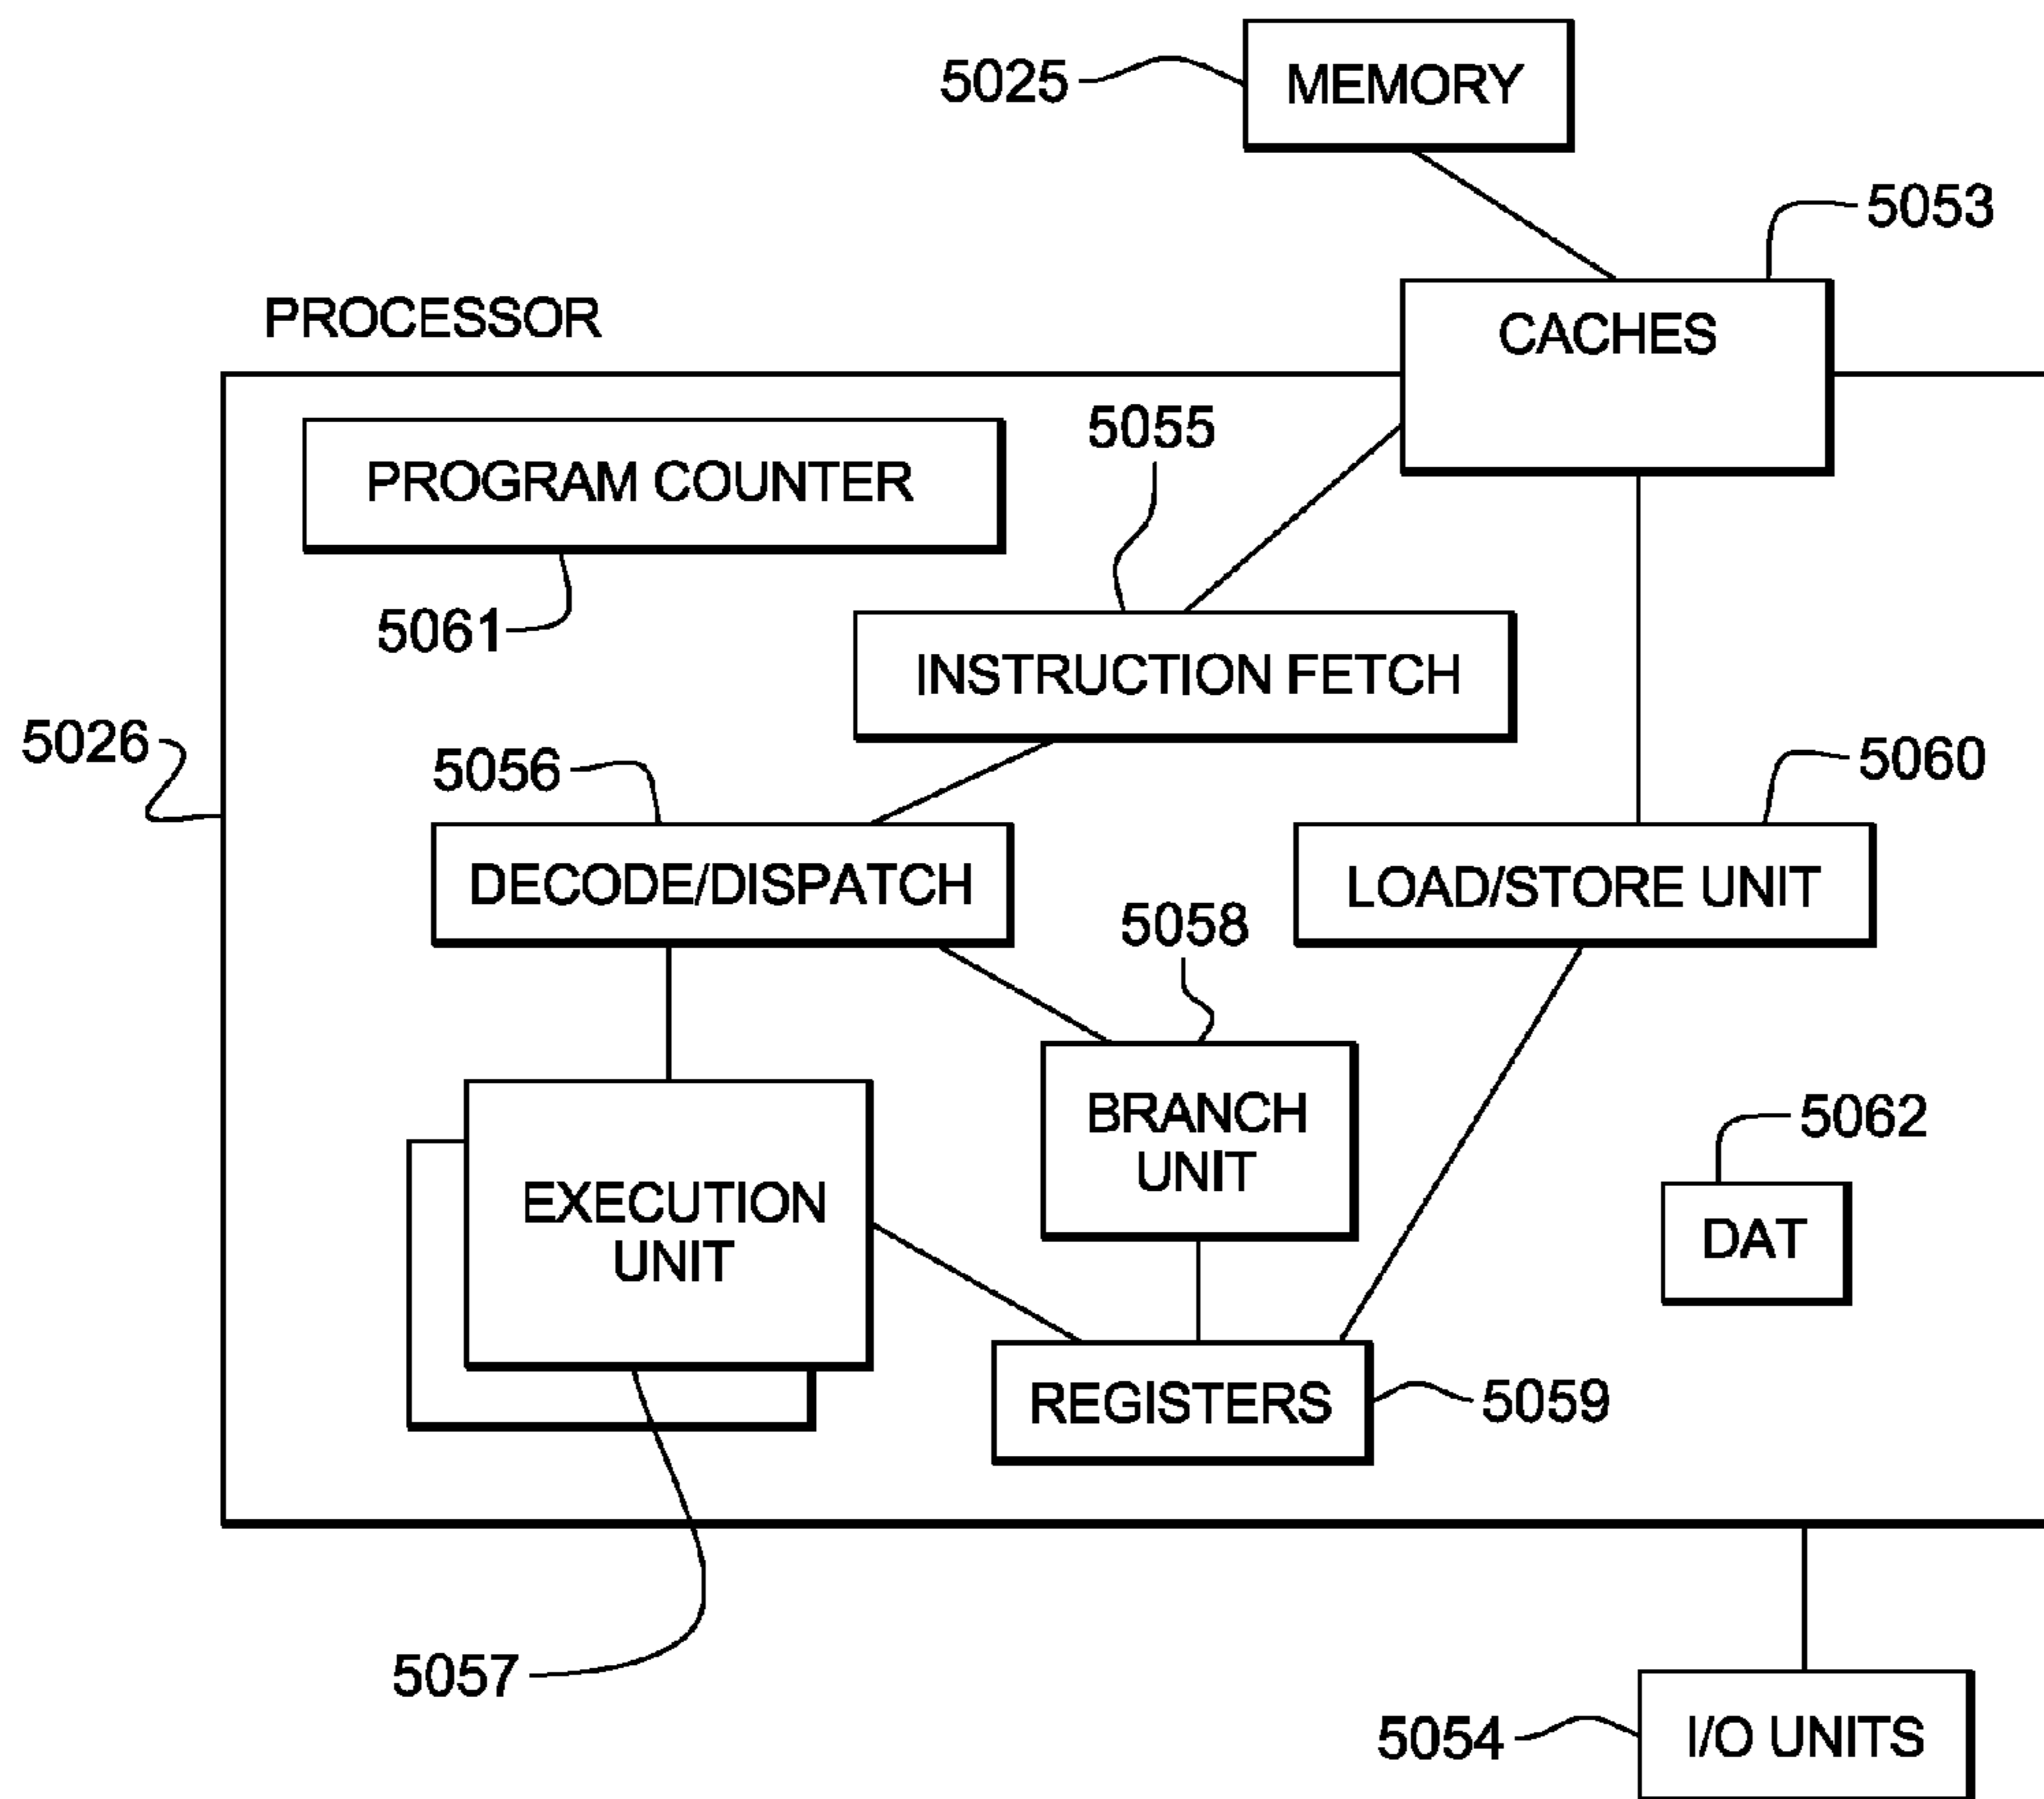 MEMORY
5025
5053
CACHES
PROCESSOR
5055
PROGRAM COUNTER
5061
INSTRUCTION FETCH
5026
5056
5060
DECODE/DISPATCH
LOAD/STORE UNIT
5058
BRANCH
UNIT
5062
EXECUTION
UNIT
DAT
REGISTERS
5059
5057
5054
I/O UNITS